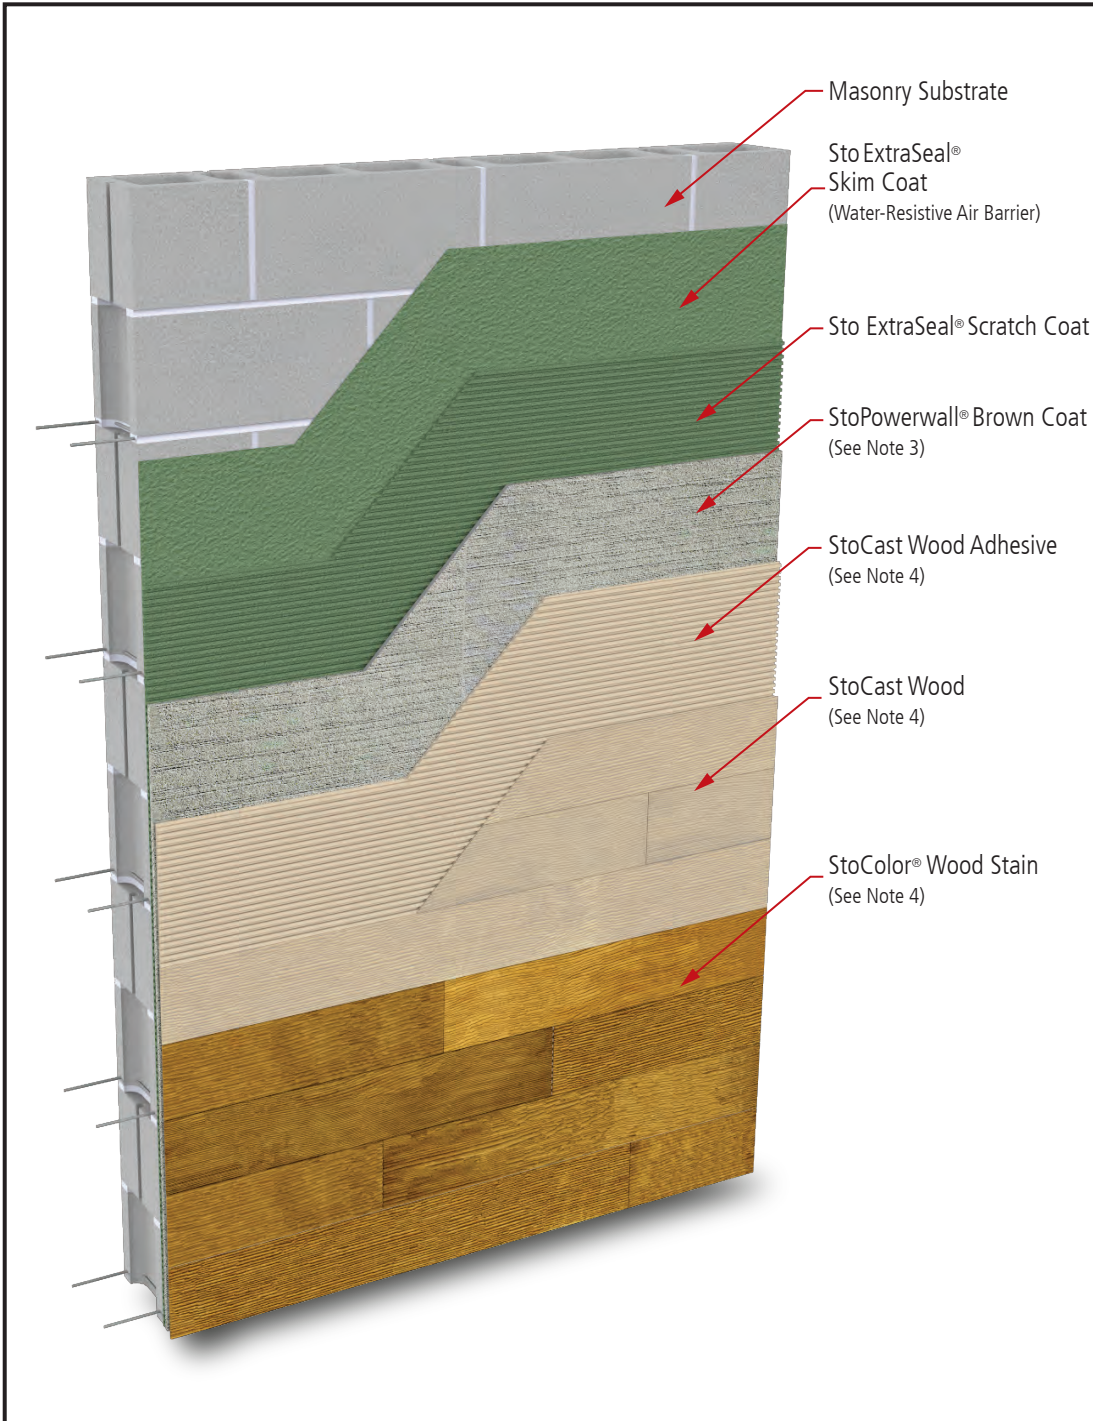 Masonry Substrate
Sto ExtraSeal®
Skim Coat
(Water-Resistive Air Barrier)
Sto ExtraSeal® Scratch Coat
StoPowerwall® Brown Coat
(See Note 3)
StoCast Wood Adhesive
(See Note 4)
StoCast Wood
(See Note 4)
StoColor® Wood Stain
(See Note 4)